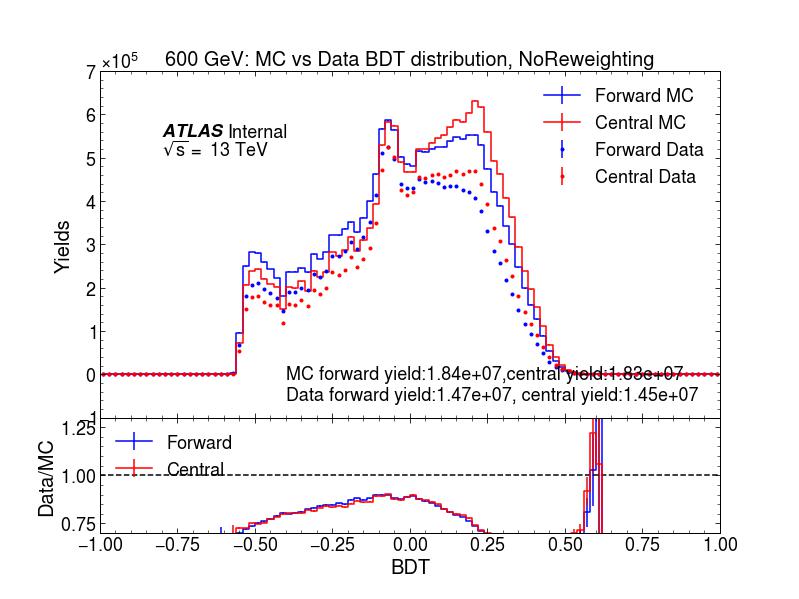 600 GeV: MC vs Data BDT distribution, NoReweighting
×10⁵
7
6
5
4
3
2
1
0
−1
Yields
ATLAS Internal
√s = 13 TeV
Forward MC
Central MC
Forward Data
Central Data
MC forward yield:1.84e+07,central yield:1.83e+07
Data forward yield:1.47e+07, central yield:1.45e+07
1.25
1.00
0.75
Data/MC
Forward
Central
−1.00 −0.75 −0.50 −0.25 0.00 0.25 0.50 0.75 1.00
BDT